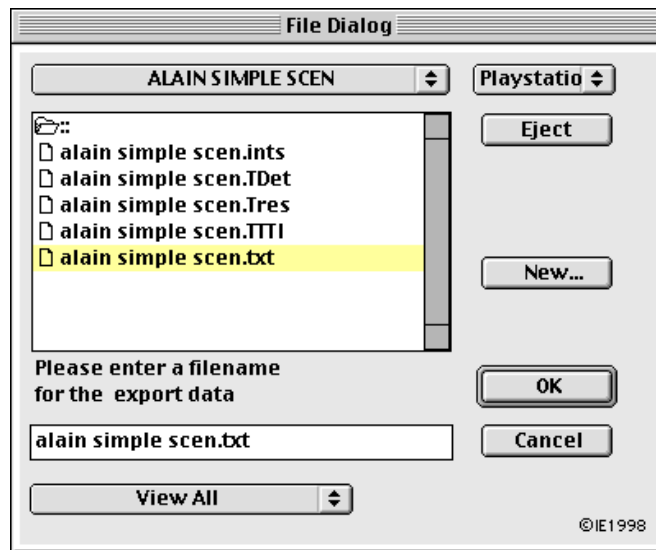 File Dialog
ALAIN SIMPLE SCEN
Playstatio
::
Eject
alain simple scen.ints
alain simple scen.TDet
alain simple scen.Tres
alain simple scen.TTTI
alain simple scen.txt
New...
Please enter a filename
for the export data
OK
alain simple scen.txt
Cancel
View All
©IE1998